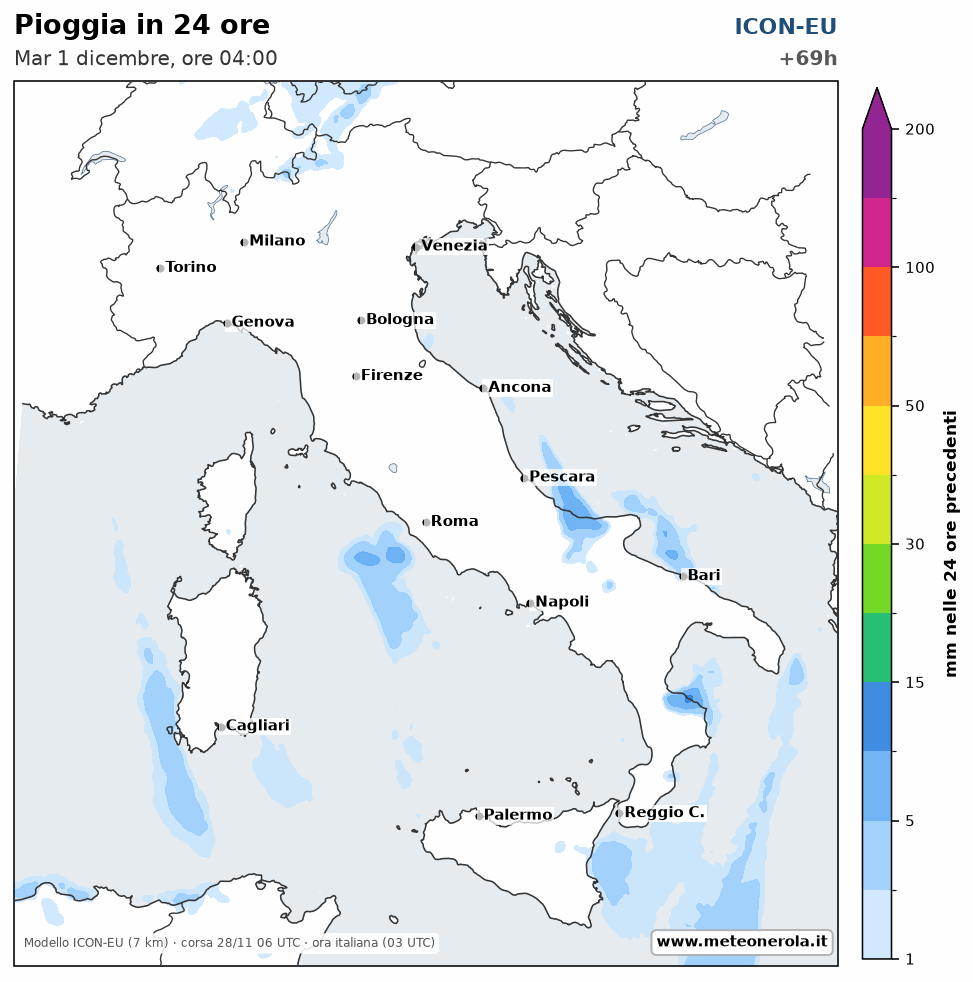 Pioggia in 24 ore
ICON-EU
Mar 1 dicembre, ore 04:00
+69h
200
100
50
30
15
5
1
mm nelle 24 ore precedenti
Milano
Venezia
Torino
Genova
Bologna
Firenze
Ancona
Pescara
Roma
Bari
Napoli
Cagliari
Palermo
Reggio C.
Modello ICON-EU (7 km) · corsa 28/11 06 UTC · ora italiana (03 UTC)
www.meteonerola.it